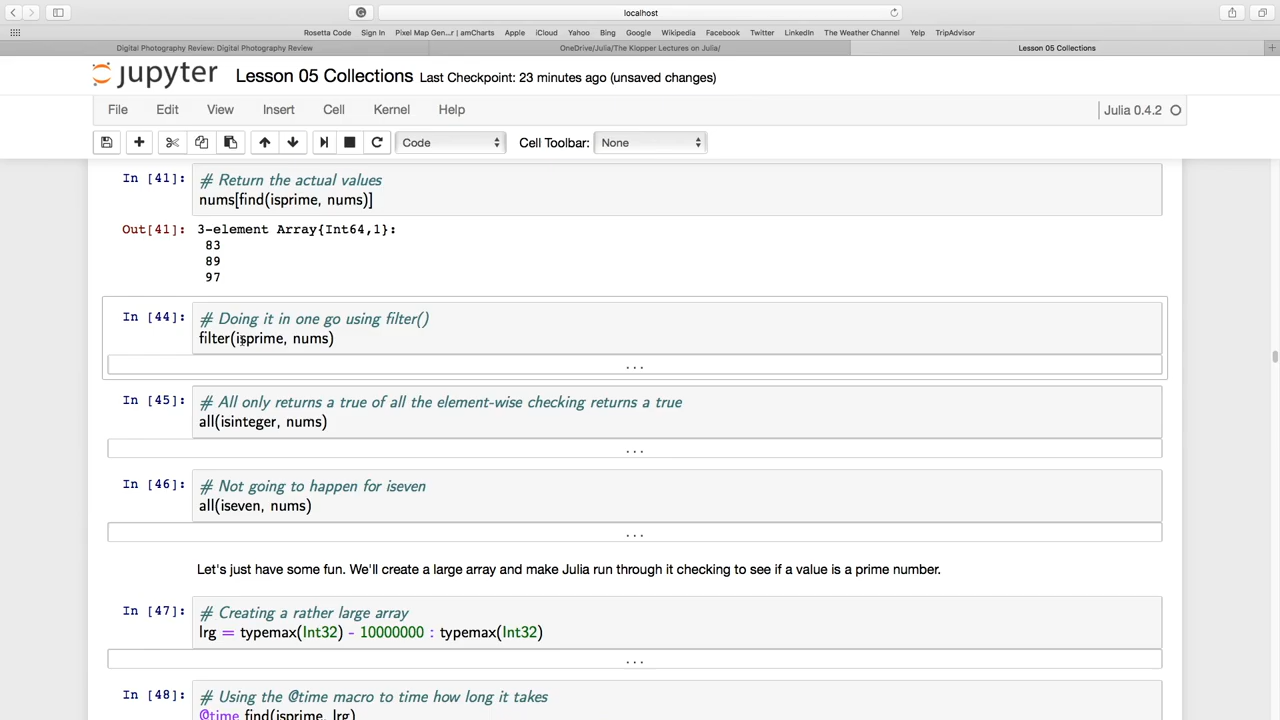 localhost
Rosetta Code Sign In Pixel Map Gen...r | amCharts Apple iCloud Yahoo Bing Google Wikipedia Facebook Twitter LinkedIn The Weather Channel Yelp TripAdvisor
Digital Photography Review: Digital Photography Review OneDrive/Julia/The Klopper Lectures on Julia/ Lesson 05 Collections
jupyter Lesson 05 Collections Last Checkpoint: 23 minutes ago (unsaved changes)
File Edit View Insert Cell Kernel Help Julia 0.4.2
Code Cell Toolbar: None
In [41]: # Return the actual values
nums[find(isprime, nums)]
Out[41]: 3-element Array{Int64,1}:
83
89
97
In [44]: # Doing it in one go using filter()
filter(isprime, nums)
...
In [45]: # All only returns a true of all the element-wise checking returns a true
all(isinteger, nums)
...
In [46]: # Not going to happen for iseven
all(iseven, nums)
...
Let's just have some fun. We'll create a large array and make Julia run through it checking to see if a value is a prime number.
In [47]: # Creating a rather large array
lrg = typemax(Int32) - 10000000 : typemax(Int32)
...
In [48]: # Using the @time macro to time how long it takes
@time find(isprime, lrg)